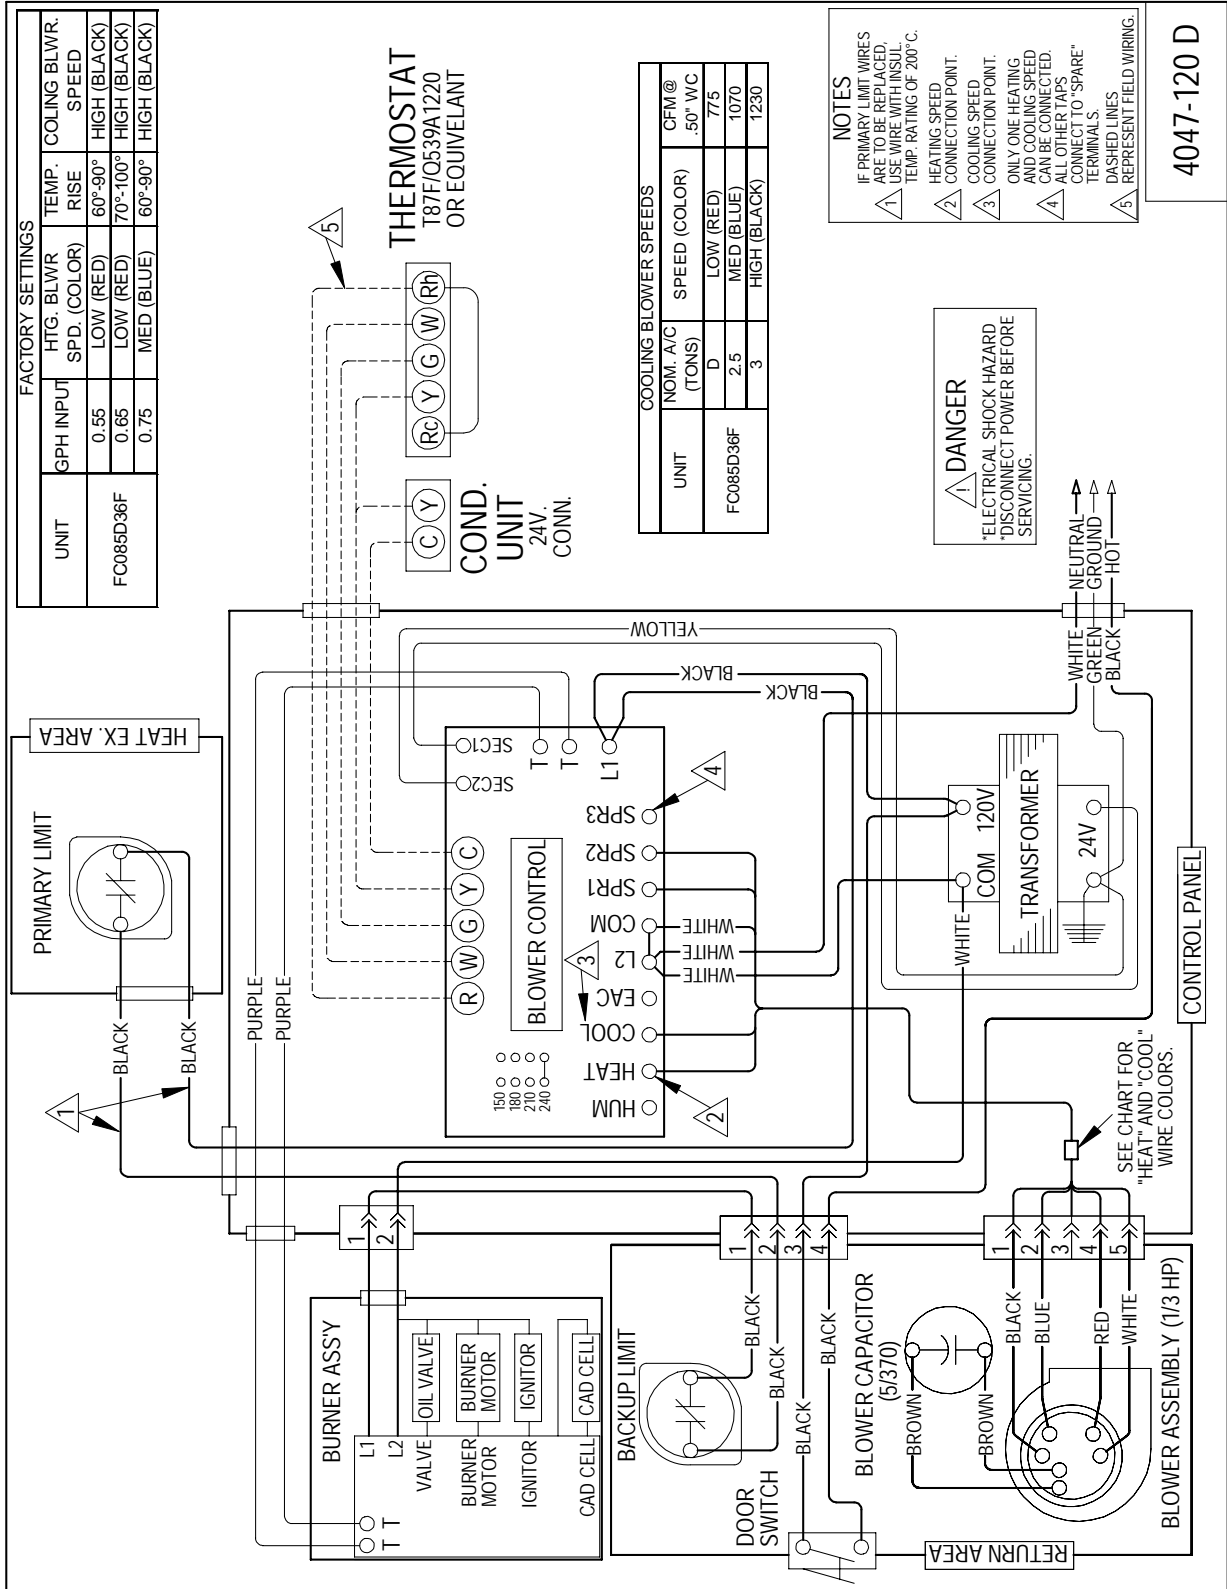 FACTORY SETTINGS
UNIT
GPH INPUT
HTG. BLWR
SPD. (COLOR)
TEMP.
RISE
COLING BLWR.
SPEED
FC085D36F
0.55 LOW (RED) 60°-90° HIGH (BLACK)
0.65 LOW (RED) 70°-100° HIGH (BLACK)
0.75 MED (BLUE) 60°-90° HIGH (BLACK)
THERMOSTAT
T87F/Q539A1220
OR EQUIVELANT
5
Rc Y G W Rh
C Y
COND.
UNIT
24V.
CONN.
COOLING BLOWER SPEEDS
UNIT
NOM. A/C
(TONS)
SPEED (COLOR)
CFM @
.50" WC
FC085D36F
D LOW (RED) 775
2.5 MED (BLUE) 1070
3 HIGH (BLACK) 1230
NOTES
1
IF PRIMARY LIMIT WIRES
ARE TO BE REPLACED,
USE WIRE WITH INSUL.
TEMP. RATING OF 200°C.
2
HEATING SPEED
CONNECTION POINT.
3
COOLING SPEED
CONNECTION POINT.
4
ONLY ONE HEATING
AND COOLING SPEED
CAN BE CONNECTED.
ALL OTHER TAPS
CONNECT TO "SPARE"
TERMINALS.
5
DASHED LINES
REPRESENT FIELD WIRING.
4047-120 D
! DANGER
*ELECTRICAL SHOCK HAZARD
*DISCONNECT POWER BEFORE
SERVICING.
HEAT EX. AREA
PRIMARY LIMIT
BLACK
BLACK
1
PURPLE
PURPLE
R W G Y C
SEC2
SEC1
T
T
L1
BLOWER CONTROL
3
150
180
210
240
HUM
HEAT
COOL
EAC
L2
COM
SPR1
SPR2
SPR3
2
4
WHITE
WHITE
WHITE
YELLOW
BLACK
BLACK
WHITE
COM 120V
TRANSFORMER
24V
WHITE NEUTRAL
GREEN GROUND
BLACK HOT
CONTROL PANEL
SEE CHART FOR
"HEAT" AND "COOL"
WIRE COLORS.
1
2
BURNER ASS'Y
T
T
L1
L2
VALVE
OIL VALVE
BURNER
MOTOR
BURNER
MOTOR
IGNITOR
IGNITOR
CAD CELL
CAD CELL
1
2
3
4
BACKUP LIMIT
BLACK
BLACK
BLACK
BLACK
DOOR
SWITCH
BLOWER CAPACITOR
(5/370)
BROWN
BROWN
1
2
3
4
5
BLACK
BLUE
RED
WHITE
BLOWER ASSEMBLY (1/3 HP)
RETURN AREA